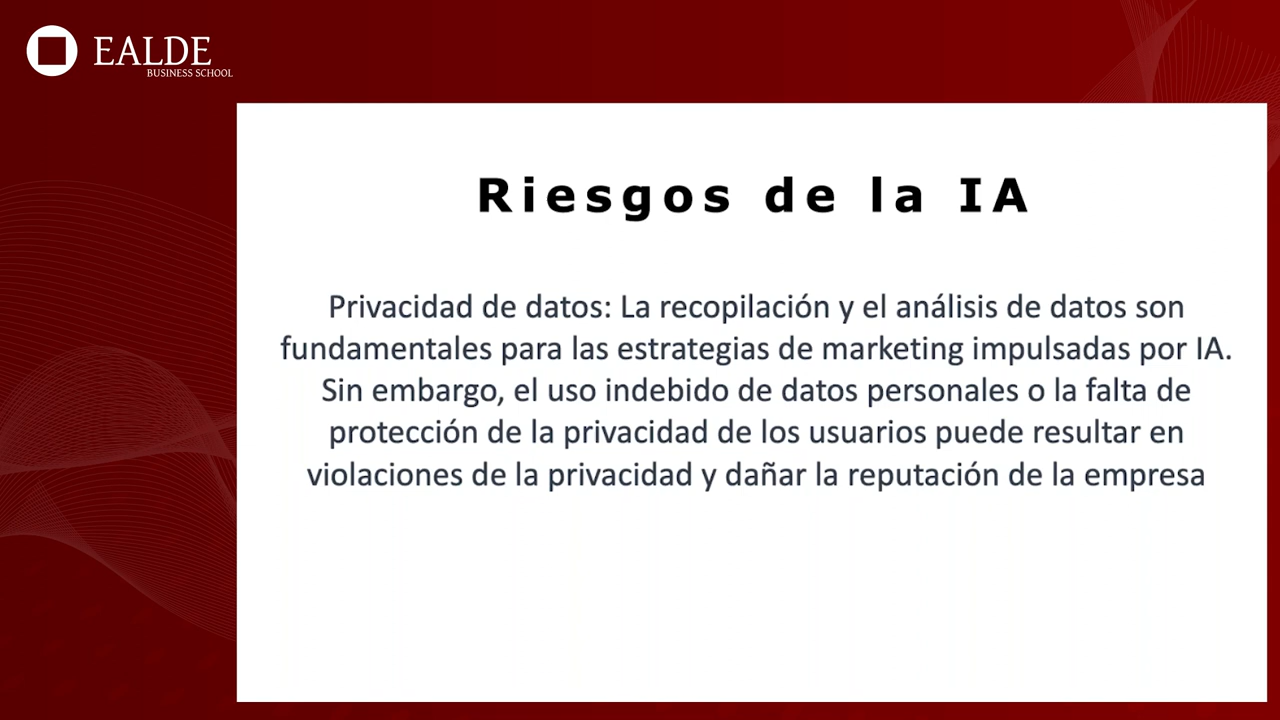 EALDE
BUSINESS SCHOOL
Riesgos de la IA
Privacidad de datos: La recopilación y el análisis de datos son
fundamentales para las estrategias de marketing impulsadas por IA.
Sin embargo, el uso indebido de datos personales o la falta de
protección de la privacidad de los usuarios puede resultar en
violaciones de la privacidad y dañar la reputación de la empresa